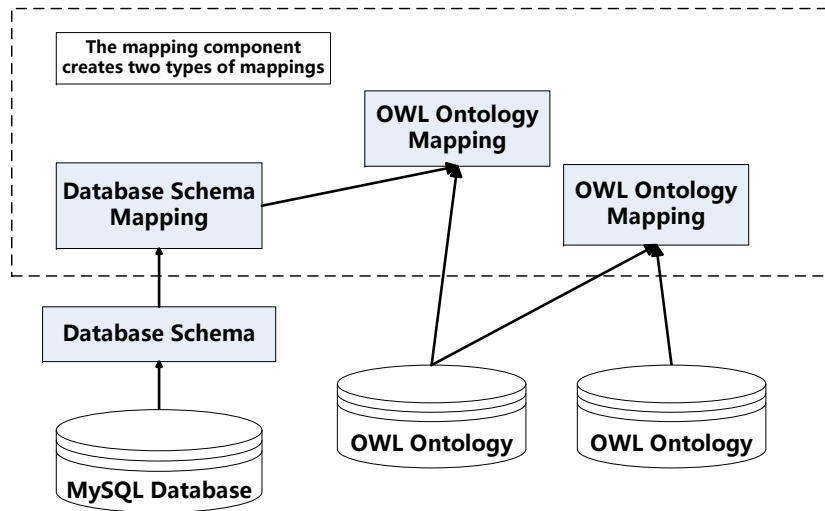 The mapping component
creates two types of mappings
OWL Ontology
Mapping
Database Schema
Mapping
OWL Ontology
Mapping
Database Schema
OWL Ontology
OWL Ontology
MySQL Database